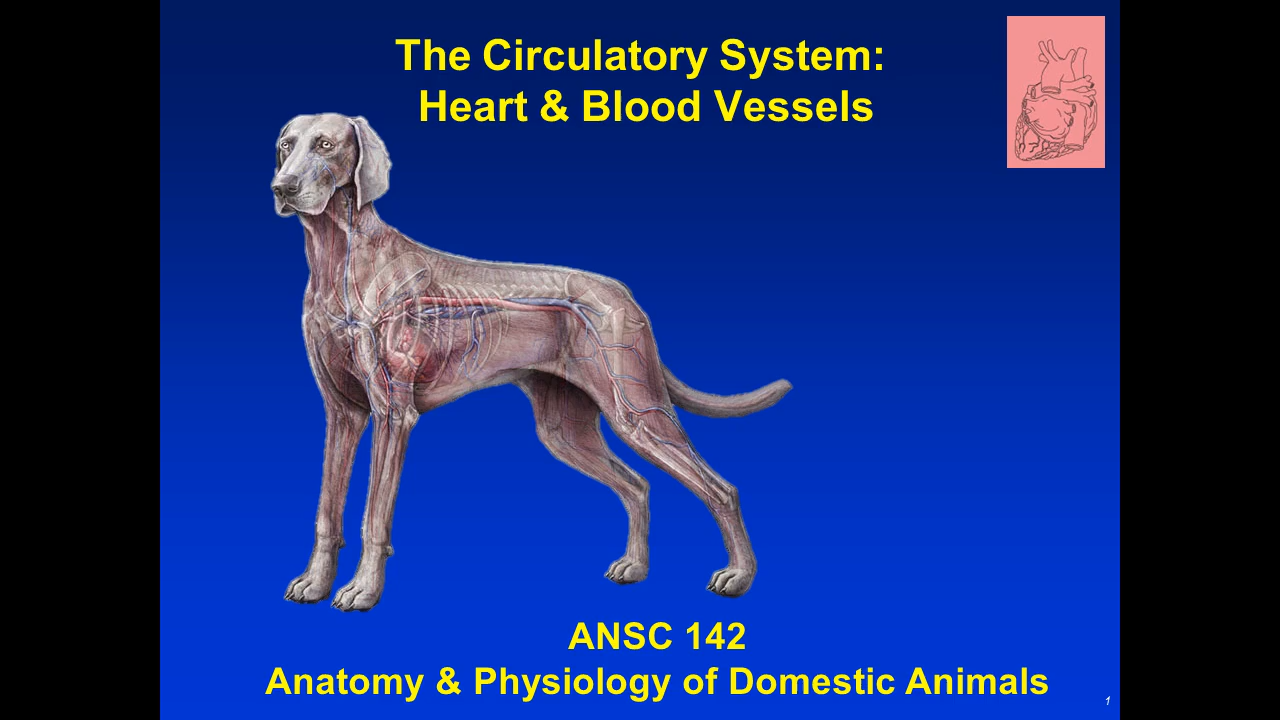 The Circulatory System:
Heart & Blood Vessels
ANSC 142
Anatomy & Physiology of Domestic Animals
1